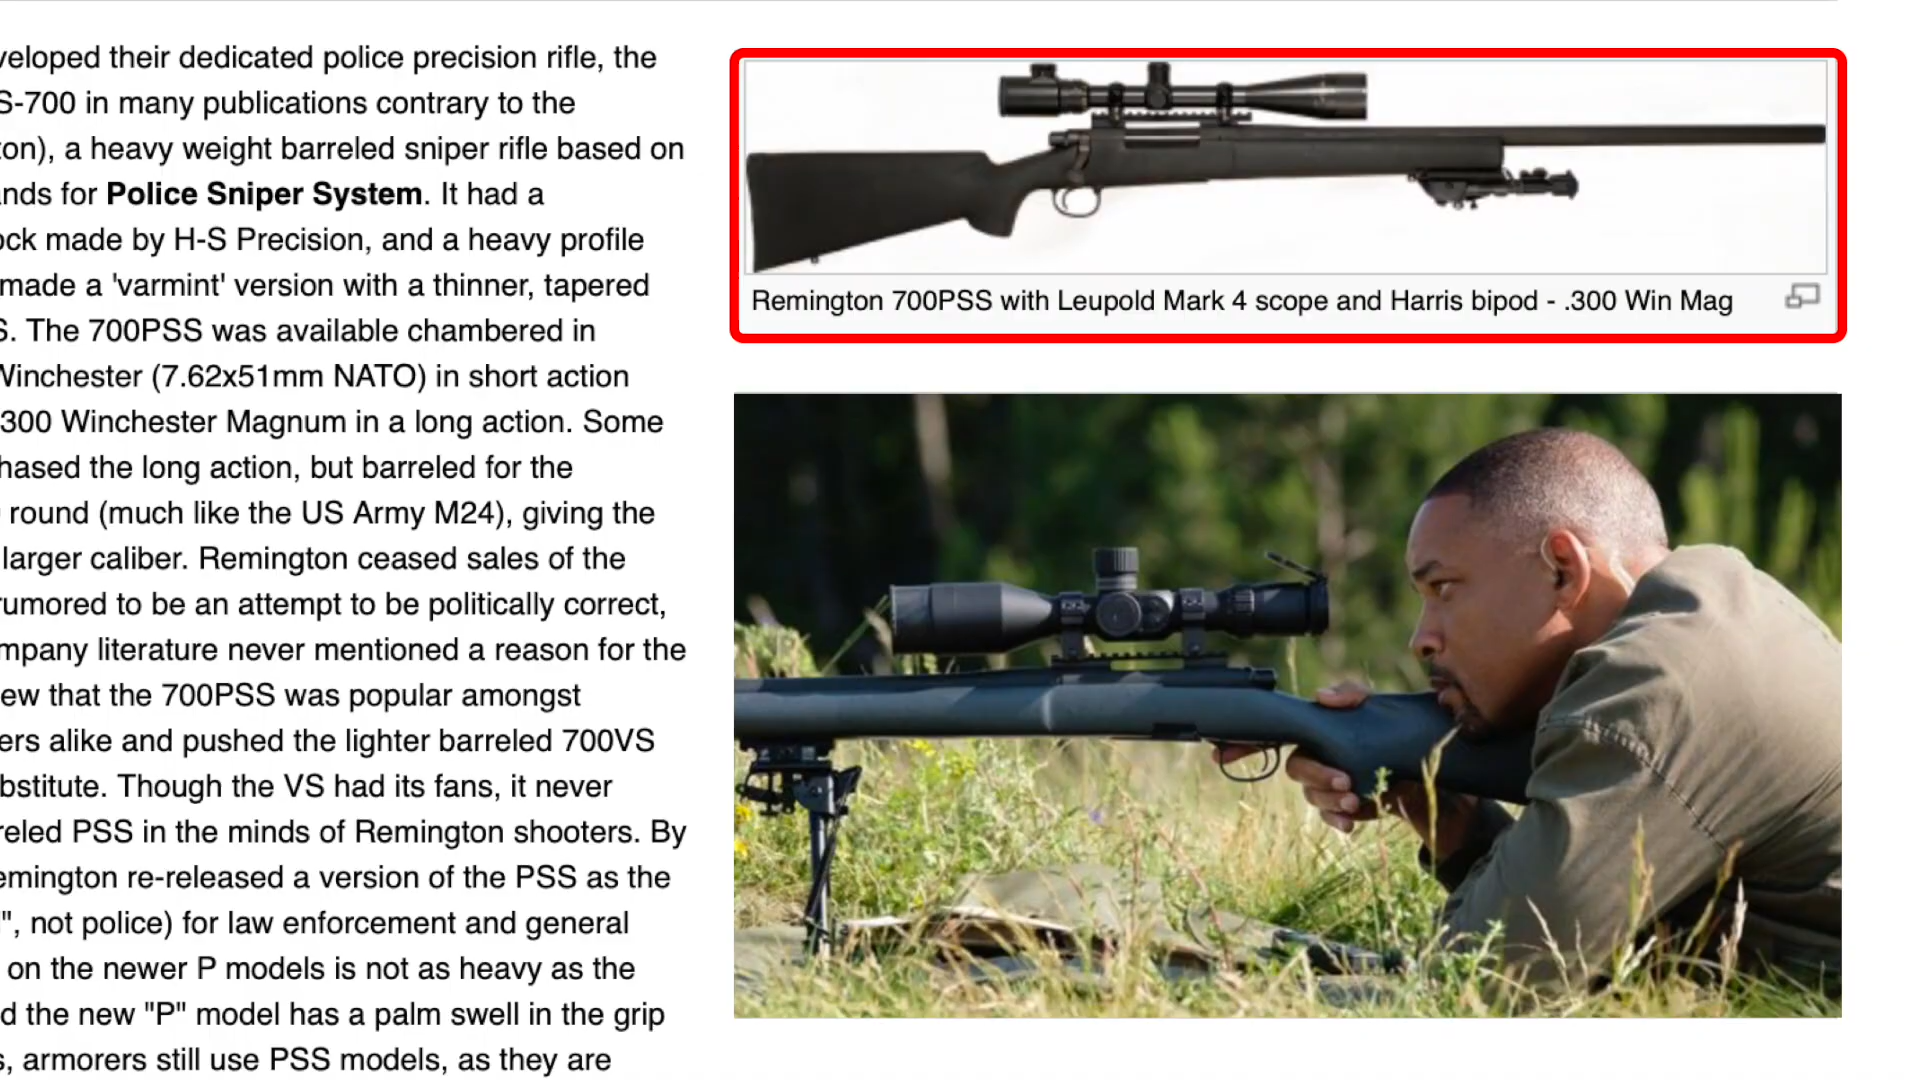 veloped their dedicated police precision rifle, the
S-700 in many publications contrary to the
ton), a heavy weight barreled sniper rifle based on
ands for Police Sniper System. It had a
ock made by H-S Precision, and a heavy profile
made a 'varmint' version with a thinner, tapered
S. The 700PSS was available chambered in
Winchester (7.62x51mm NATO) in short action
300 Winchester Magnum in a long action. Some
hased the long action, but barreled for the
round (much like the US Army M24), giving the
larger caliber. Remington ceased sales of the
rumored to be an attempt to be politically correct,
mpany literature never mentioned a reason for the
ew that the 700PSS was popular amongst
ers alike and pushed the lighter barreled 700VS
bstitute. Though the VS had its fans, it never
reled PSS in the minds of Remington shooters. By
emington re-released a version of the PSS as the
", not police) for law enforcement and general
on the newer P models is not as heavy as the
d the new "P" model has a palm swell in the grip
s, armorers still use PSS models, as they are
Remington 700PSS with Leupold Mark 4 scope and Harris bipod - .300 Win Mag